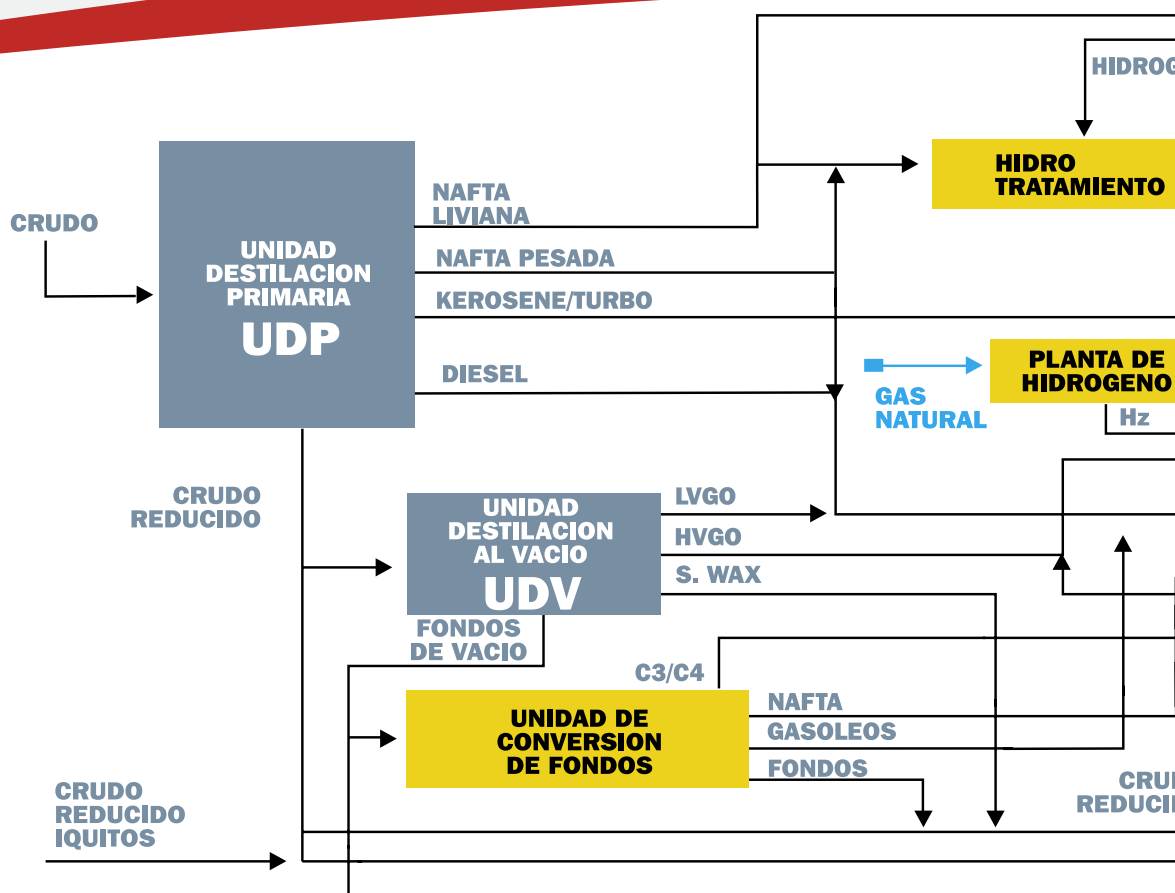 HIDROG
HIDRO
TRATAMIENTO
NAFTA
LIVIANA
CRUDO
UNIDAD
DESTILACION
PRIMARIA
UDP
NAFTA PESADA
KEROSENE/TURBO
DIESEL
PLANTA DE
HIDROGENO
GAS
NATURAL
Hz
CRUDO
REDUCIDO
UNIDAD
DESTILACION
AL VACIO
UDV
LVGO
HVGO
S. WAX
FONDOS
DE VACIO
C3/C4
UNIDAD DE
CONVERSION
DE FONDOS
NAFTA
GASOLEOS
FONDOS
CRUDO
REDUCIDO
IQUITOS
CRU
REDUCI